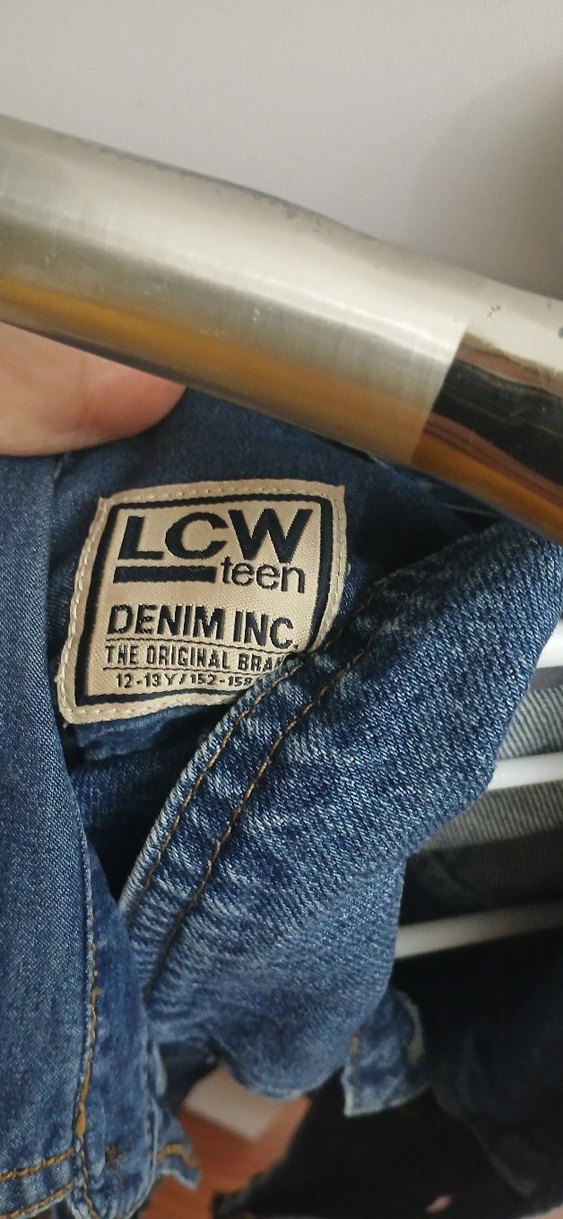 LCW
teen
DENIM INC.
THE ORIGINAL
12-13 Y / 152-158